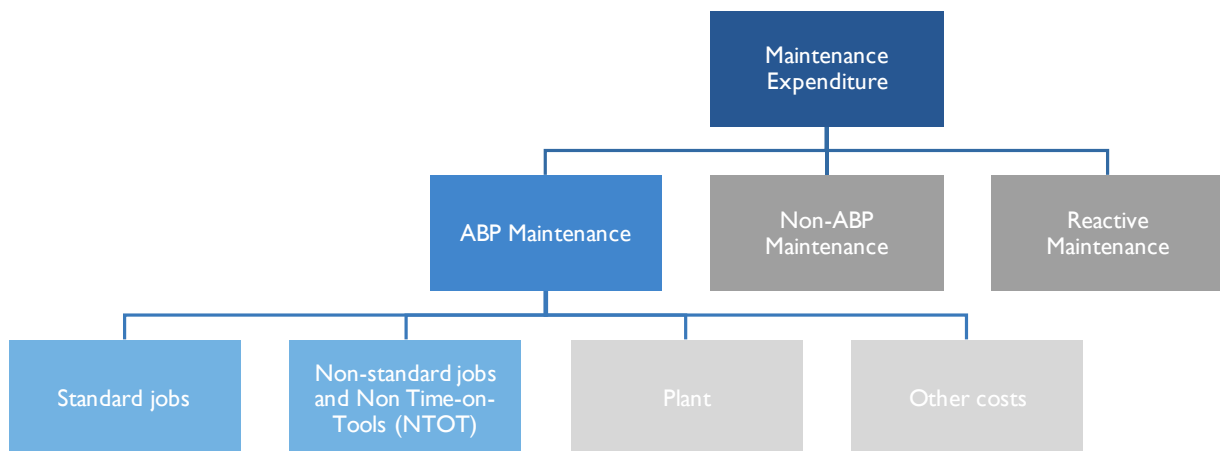 Maintenance
Expenditure
ABP Maintenance
Non-ABP
Maintenance
Reactive
Maintenance
Standard jobs
Non-standard jobs
and Non Time-on-
Tools (NTOT)
Plant
Other costs